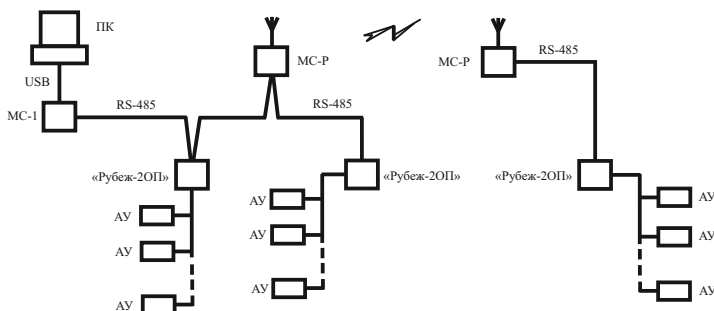 ПК
USB
МС-1
RS-485
МС-Р
RS-485
МС-Р
RS-485
«Рубеж-2ОП»
«Рубеж-2ОП»
«Рубеж-2ОП»
АУ
АУ
АУ
АУ
АУ
АУ
АУ
АУ
АУ